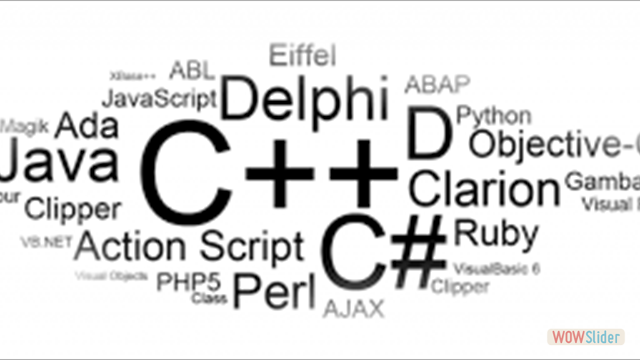 Eiffel
XBase++ ABL
ABAP
JavaScript Delphi
Magik Ada
D Python
Java C++ Objective-
Clarion Gamba
Clipper
Visual
VB.NET Action Script C# Ruby
Visual Objects PHP5
VisualBasic 6
Class Perl Clipper
AJAX
WOWSlider